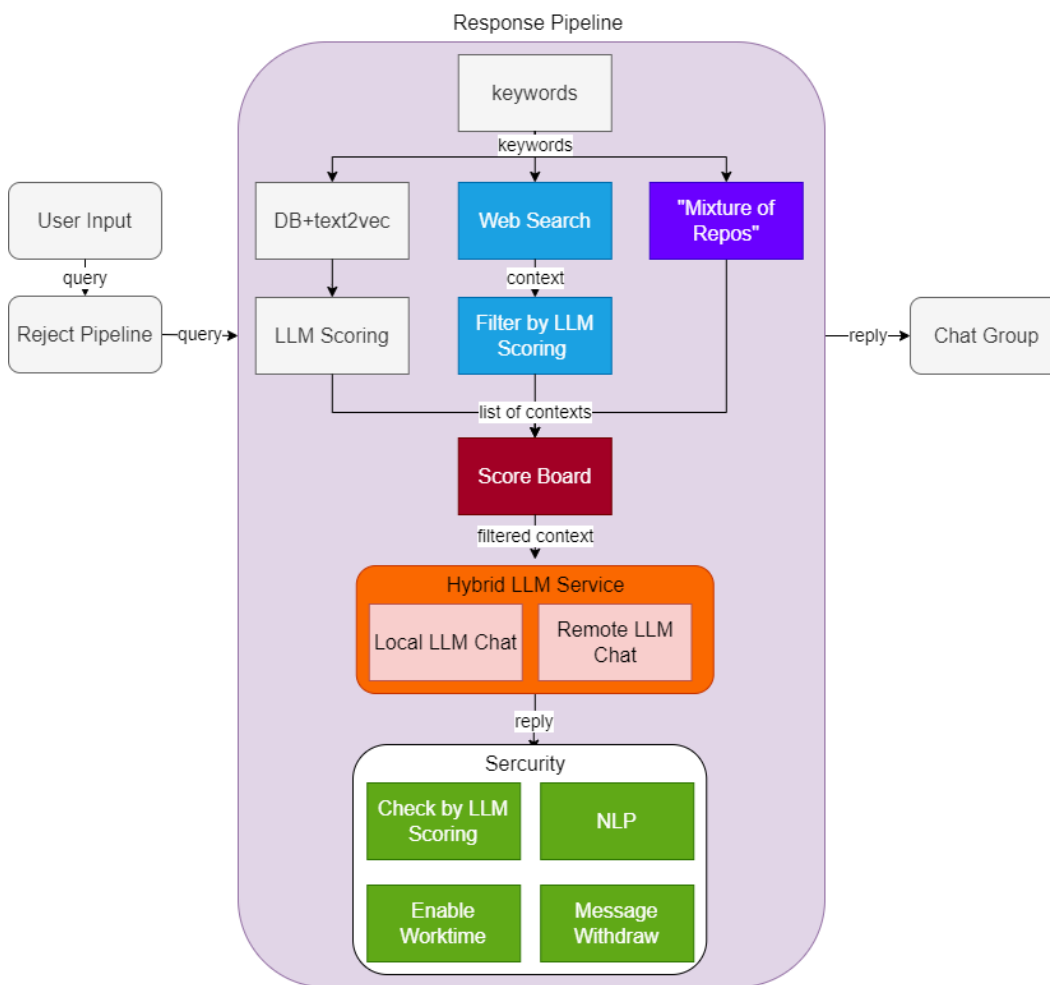 Response Pipeline
keywords
keywords
User Input
query
Reject Pipeline
query
DB+text2vec
LLM Scoring
Web Search
context
Filter by LLM
Scoring
"Mixture of
Repos"
list of contexts
Score Board
filtered context
Hybrid LLM Service
Local LLM Chat
Remote LLM
Chat
reply
Sercurity
Check by LLM
Scoring
NLP
Enable
Worktime
Message
Withdraw
reply
Chat Group